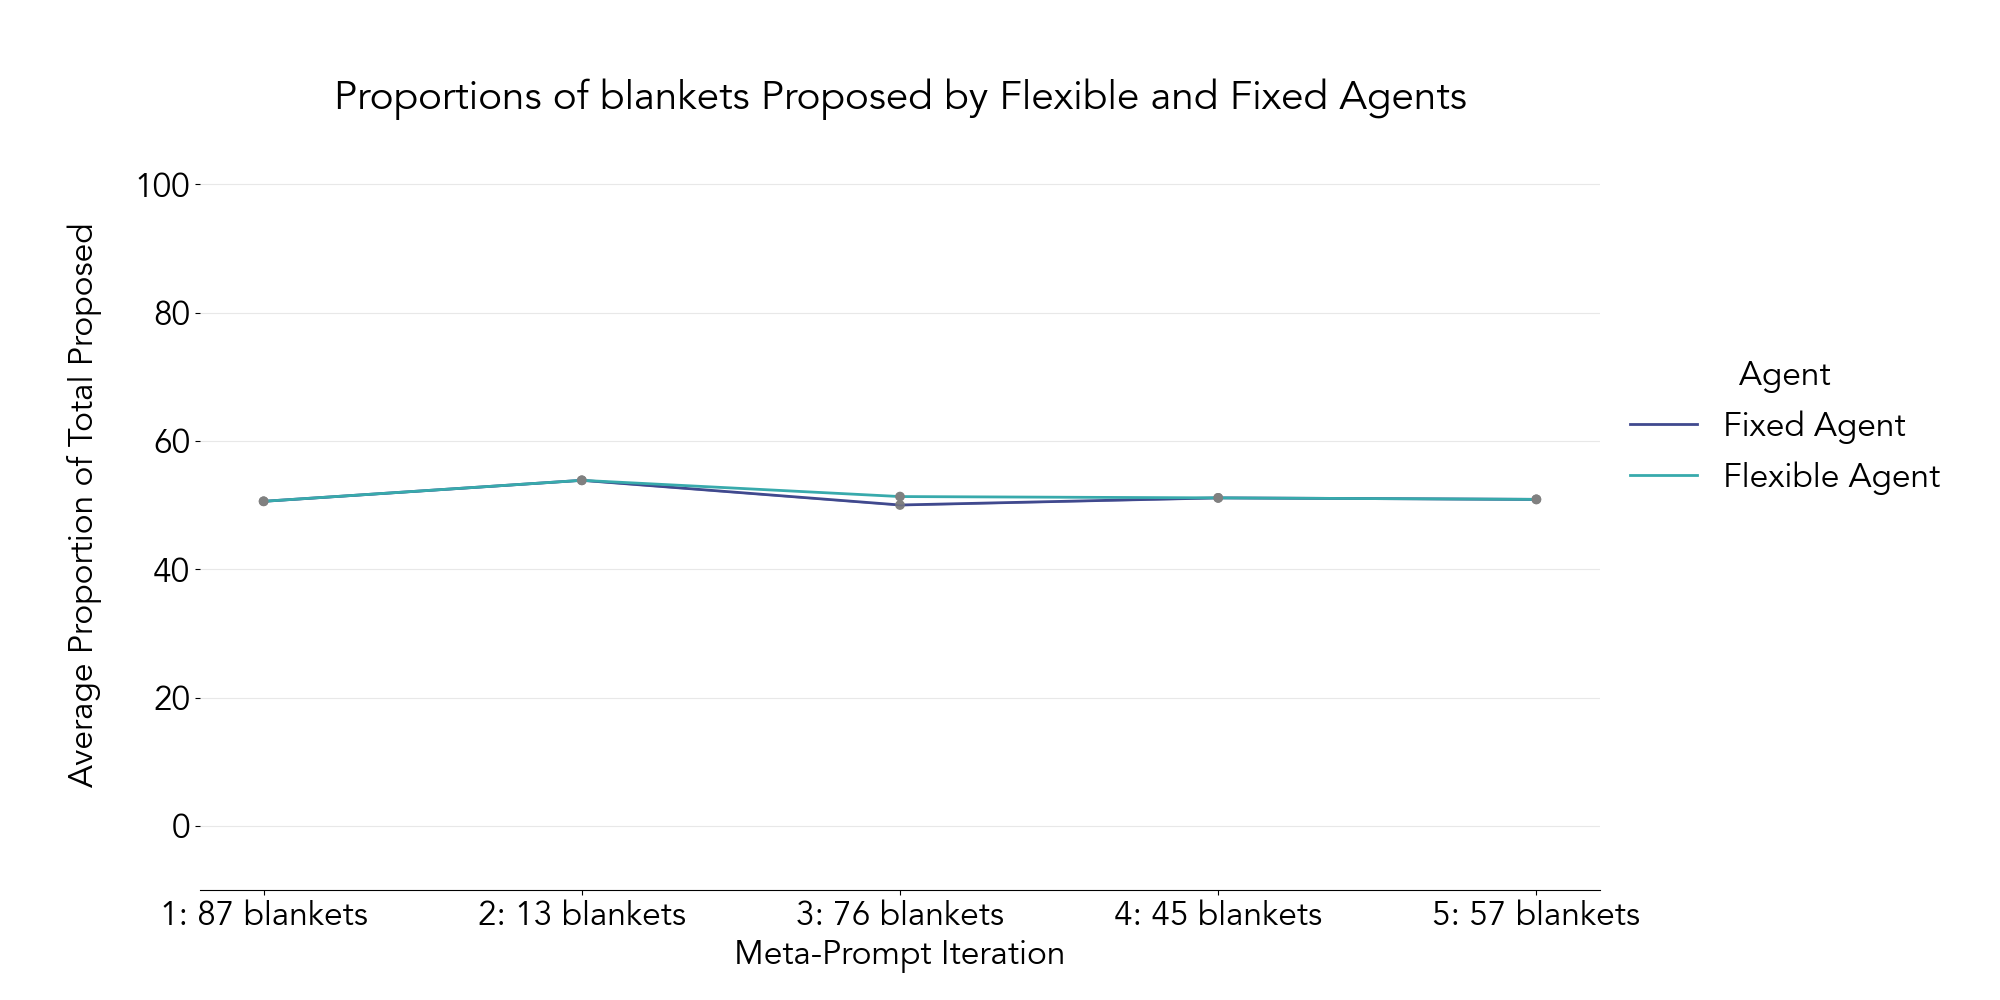 Proportions of blankets Proposed by Flexible and Fixed Agents
Average Proportion of Total Proposed
100
80
60
40
20
0
1: 87 blankets
2: 13 blankets
3: 76 blankets
4: 45 blankets
5: 57 blankets
Meta-Prompt Iteration
Agent
Fixed Agent
Flexible Agent